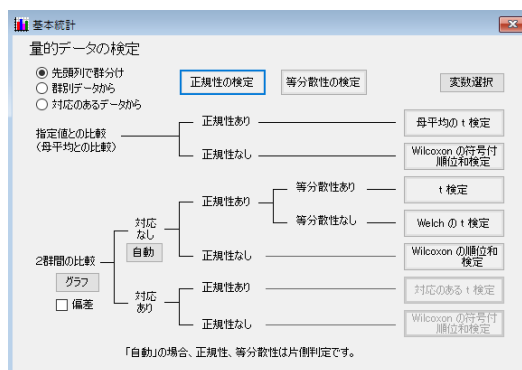 基本統計
量的データの検定
先頭列で群分け
群別データから
対応のあるデータから
正規性の検定
等分散性の検定
変数選択
指定値との比較
(母平均との比較)
正規性あり
母平均の t 検定
正規性なし
Wilcoxon の符号付
順位和検定
2群間の比較
グラフ
偏差
対応
なし
自動
正規性あり
等分散性あり
t 検定
等分散性なし
Welch の t 検定
正規性なし
Wilcoxon の順位和
検定
対応
あり
正規性あり
対応のある t 検定
正規性なし
Wilcoxon の符号付
順位和検定
「自動」の場合、正規性、等分散性は片側判定です。